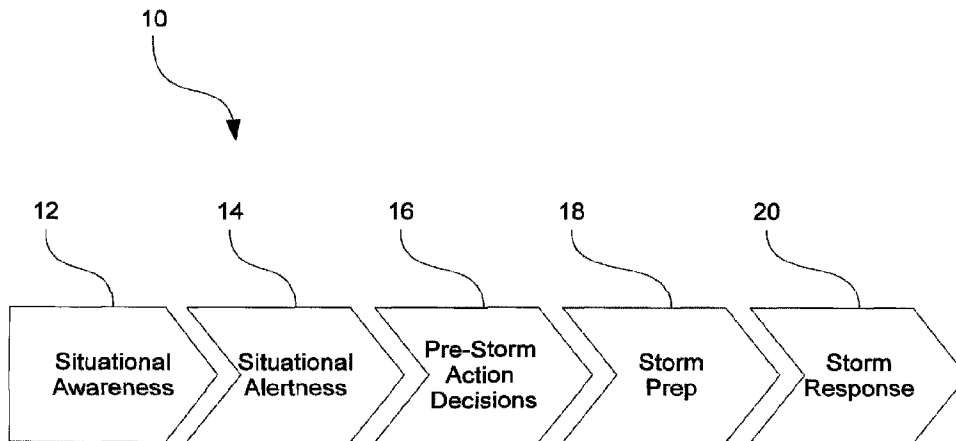 10
12
14
16
18
20
Situational
Awareness
Situational
Alertness
Pre-Storm
Action
Decisions
Storm
Prep
Storm
Response